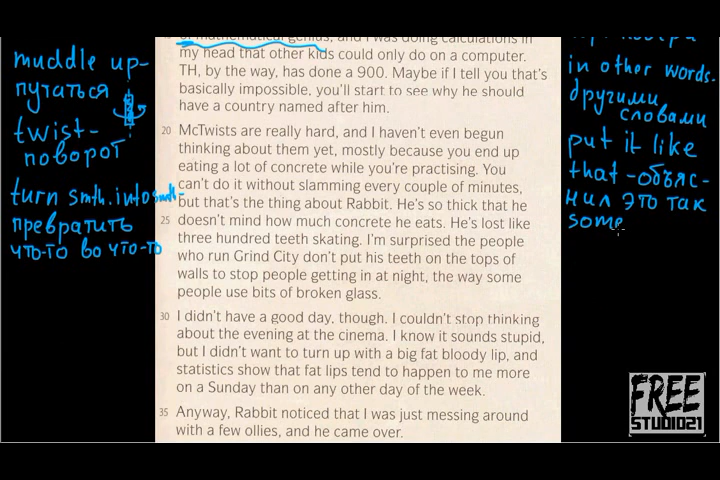 muddle up-
пучаться
twist-
поворот
turn smth. into smth-
превратить
что-то во что-то
of mathematical genius, and I was doing calculations in
my head that other kids could only do on a computer.
TH, by the way, has done a 900. Maybe if I tell you that's
basically impossible, you'll start to see why he should
have a country named after him.
20 McTwists are really hard, and I haven't even begun
thinking about them yet, mostly because you end up
eating a lot of concrete while you're practising. You
can't do it without slamming every couple of minutes,
but that's the thing about Rabbit. He's so thick that he
25 doesn't mind how much concrete he eats. He's lost like
three hundred teeth skating. I'm surprised the people
who run Grind City don't put his teeth on the tops of
walls to stop people getting in at night, the way some
people use bits of broken glass.
30 I didn't have a good day, though. I couldn't stop thinking
about the evening at the cinema. I know it sounds stupid,
but I didn't want to turn up with a big fat bloody lip, and
statistics show that fat lips tend to happen to me more
on a Sunday than on any other day of the week.
35 Anyway, Rabbit noticed that I was just messing around
with a few ollies, and he came over.
in other words-
другими
словами
put it like
that -объяс-
нил это так
some
FREE
STUDIO21